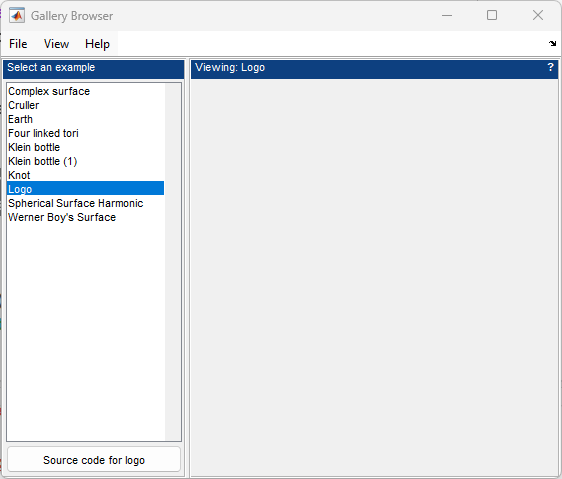 Gallery Browser
File View Help
Select an example
Complex surface
Cruller
Earth
Four linked tori
Klein bottle
Klein bottle (1)
Knot
Logo
Spherical Surface Harmonic
Werner Boy's Surface
Source code for logo
Viewing: Logo ?